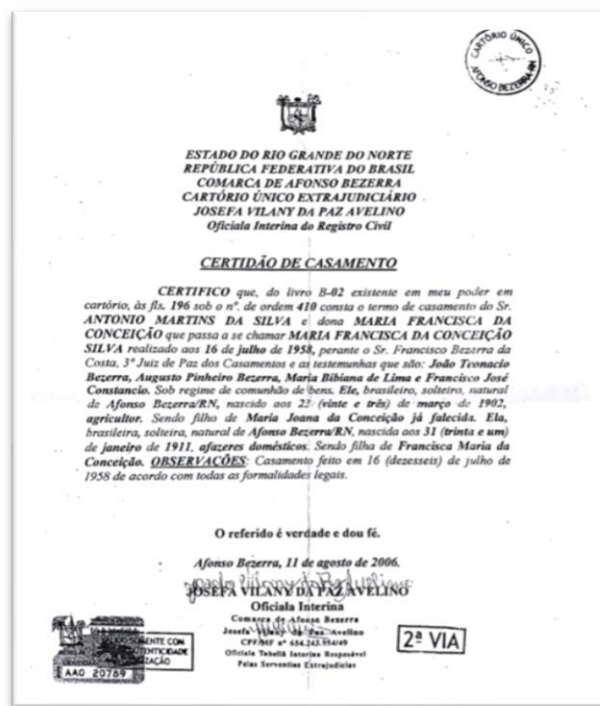 CARTÓRIO ÚNICO
AFONSO BEZERRA-RN
ESTADO DO RIO GRANDE DO NORTE
REPÚBLICA FEDERATIVA DO BRASIL
COMARCA DE AFONSO BEZERRA
CARTÓRIO ÚNICO EXTRAJUDICIÁRIO
JOSEFA VILANY DA PAZ AVELINO
Oficiala Interina do Registro Civil
CERTIDÃO DE CASAMENTO
CERTIFICO que, do livro B-02 existente em meu poder em
cartório, às fls. 196 sob o nº. de ordem 410 consta o termo de casamento do Sr.
ANTONIO MARTINS DA SILVA e dona MARIA FRANCISCA DA
CONCEIÇÃO que passa a se chamar MARIA FRANCISCA DA CONCEIÇÃO
SILVA realizado aos 16 de julho de 1958, perante o Sr. Francisco Bezerra da
Costa, 3º Juiz de Paz dos Casamentos e as testemunhas que são: João Teonacio
Bezerra, Augusto Pinheiro Bezerra, Maria Bibiana de Lima e Francisco José
Constancio. Sob regime de comunhão de bens. Ele, brasileiro, solteiro, natural
de Afonso Bezerra/RN, nascido aos 23 (vinte e três) de março de 1902,
agricultor. Sendo filho de Maria Joana da Conceição já falecida. Ela,
brasileira, solteira, natural de Afonso Bezerra/RN, nascida aos 31 (trinta e um)
de janeiro de 1911, afazeres domésticos. Sendo filha de Francisca Maria da
Conceição. OBSERVAÇÕES: Casamento feito em 16 (dezesseis) de julho de
1958 de acordo com todas as formalidades legais.
O referido é verdade e dou fé.
Afonso Bezerra, 11 de agosto de 2006.
JOSEFA VILANY DA PAZ AVELINO
Oficiala Interina
Comarca de Afonso Bezerra
Josefa Vilany da Paz Avelino
Oficiala Tabeliã Interina Responsável
Pelas Serventias Extrajudiciais
2ª VIA
SOMENTE COM
AUTENTICIDADE
AAO 20789